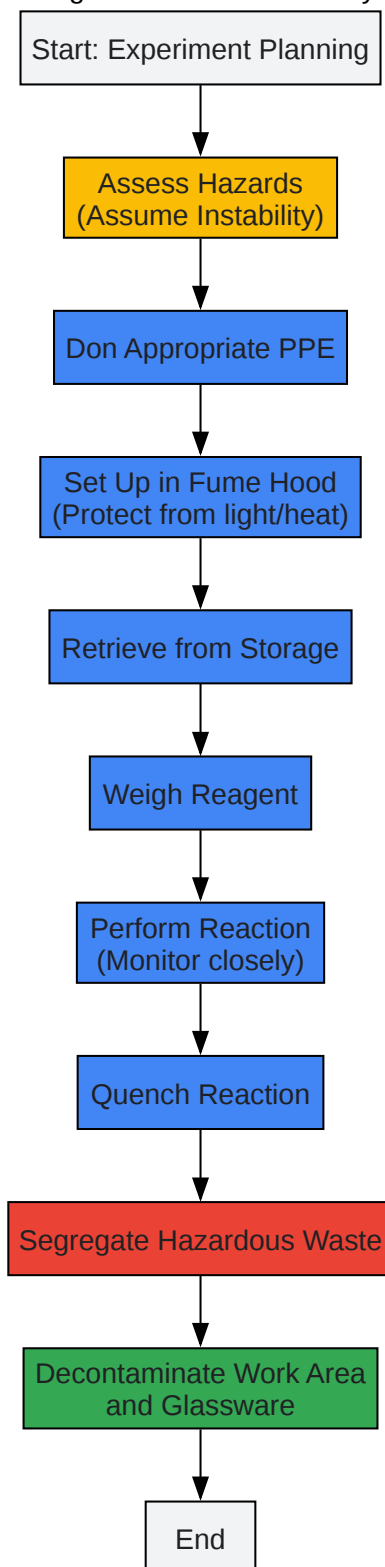 Start: Experiment Planning
Assess Hazards
(Assume Instability)
Don Appropriate PPE
Set Up in Fume Hood
(Protect from light/heat)
Retrieve from Storage
Weigh Reagent
Perform Reaction
(Monitor closely)
Quench Reaction
Segregate Hazardous Waste
Decontaminate Work Area
and Glassware
End